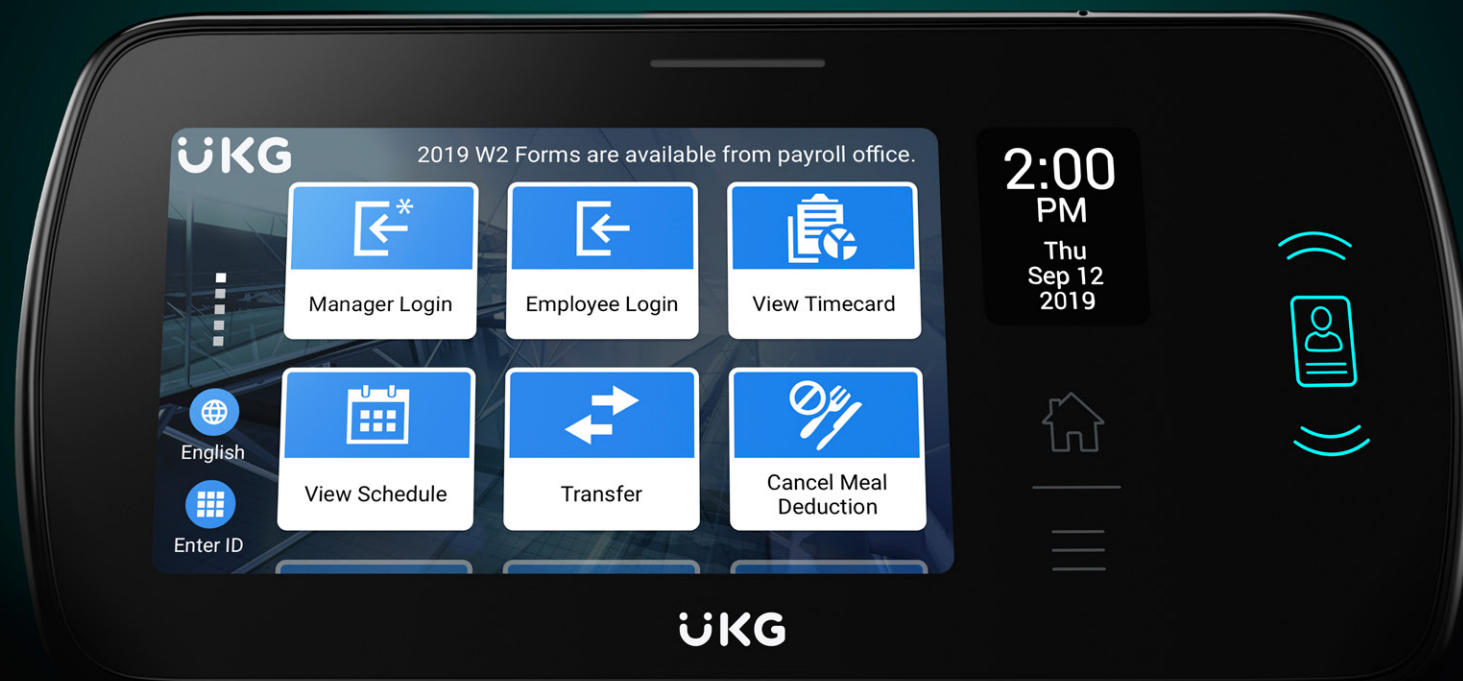 UKG
2019 W2 Forms are available from payroll office.
Manager Login
Employee Login
View Timecard
English
Enter ID
View Schedule
Transfer
Cancel Meal
Deduction
2:00
PM
Thu
Sep 12
2019
UKG